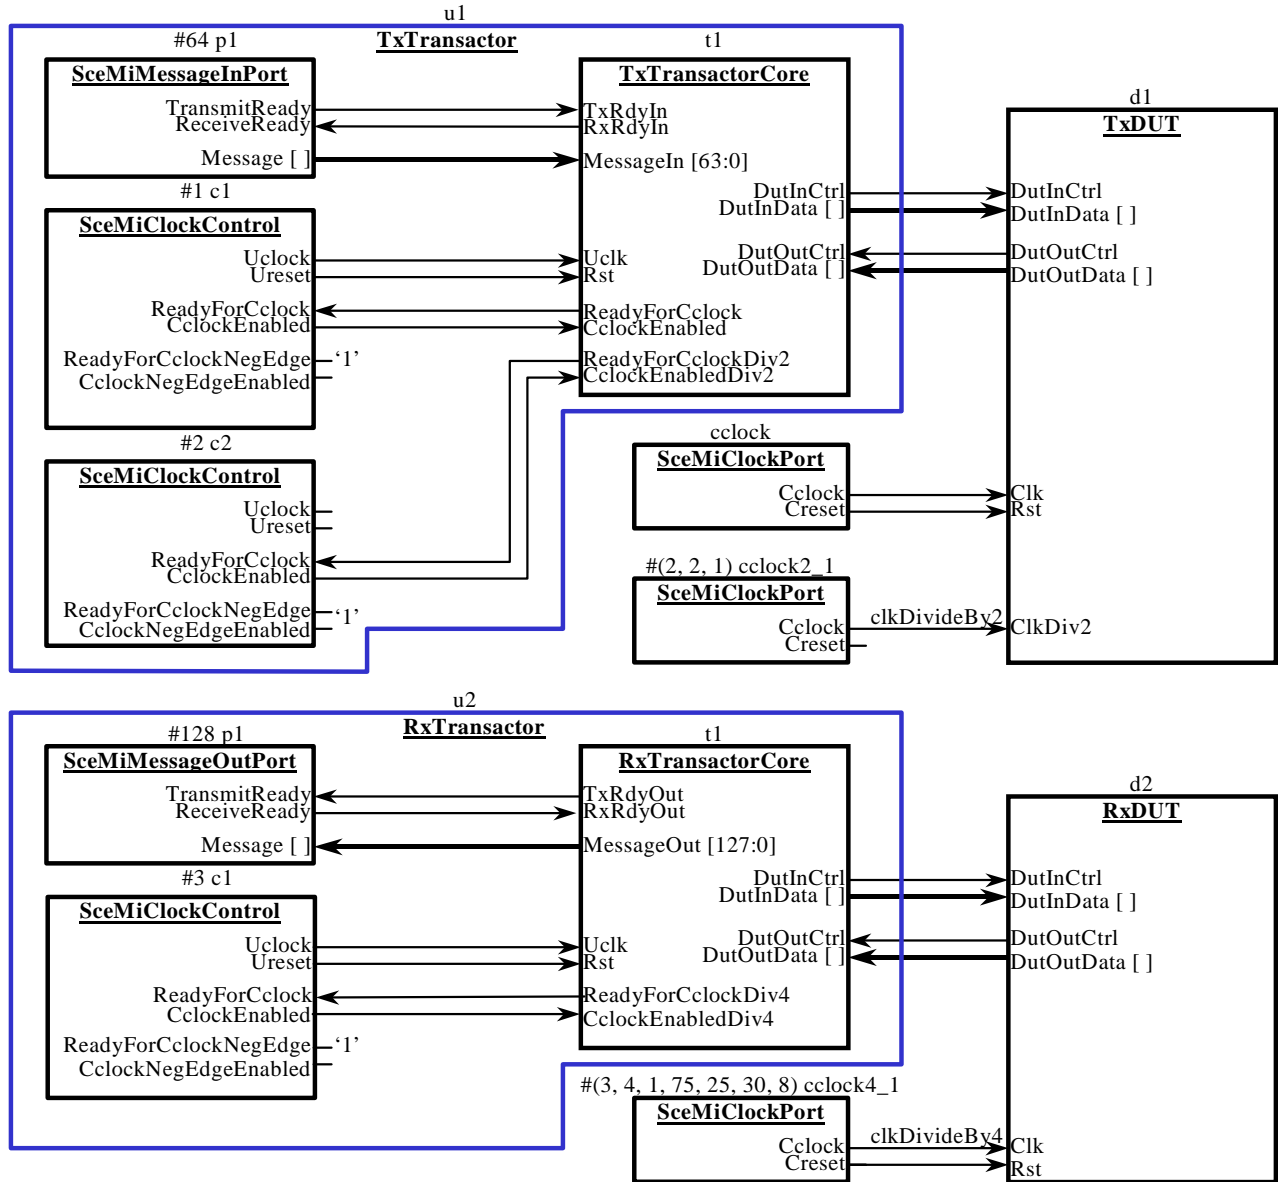 u1
#64 p1
TxTransactor
t1
SceMiMessageInPort
TransmitReady
ReceiveReady
Message [ ]
TxTransactorCore
TxRdyIn
RxRdyIn
MessageIn [63:0]
DutInCtrl
DutInData [ ]
DutOutCtrl
DutOutData [ ]
Uclk
Rst
ReadyForCclock
CclockEnabled
ReadyForCclockDiv2
CclockEnabledDiv2
d1
TxDUT
DutInCtrl
DutInData [ ]
DutOutCtrl
DutOutData [ ]
Clk
Rst
ClkDiv2
#1 c1
SceMiClockControl
Uclock
Ureset
ReadyForCclock
CclockEnabled
ReadyForCclockNegEdge
‘1’
CclockNegEdgeEnabled
#2 c2
SceMiClockControl
Uclock
Ureset
ReadyForCclock
CclockEnabled
ReadyForCclockNegEdge
‘1’
CclockNegEdgeEnabled
cclock
SceMiClockPort
Cclock
Creset
#(2, 2, 1) cclock2_1
SceMiClockPort
Cclock
Creset
clkDivideBy2
u2
#128 p1
RxTransactor
t1
SceMiMessageOutPort
TransmitReady
ReceiveReady
Message [ ]
RxTransactorCore
TxRdyOut
RxRdyOut
MessageOut [127:0]
DutInCtrl
DutInData [ ]
DutOutCtrl
DutOutData [ ]
Uclk
Rst
ReadyForCclockDiv4
CclockEnabledDiv4
d2
RxDUT
DutInCtrl
DutInData [ ]
DutOutCtrl
DutOutData [ ]
Clk
Rst
#3 c1
SceMiClockControl
Uclock
Ureset
ReadyForCclock
CclockEnabled
ReadyForCclockNegEdge
‘1’
CclockNegEdgeEnabled
#(3, 4, 1, 75, 25, 30, 8) cclock4_1
SceMiClockPort
Cclock
Creset
clkDivideBy4